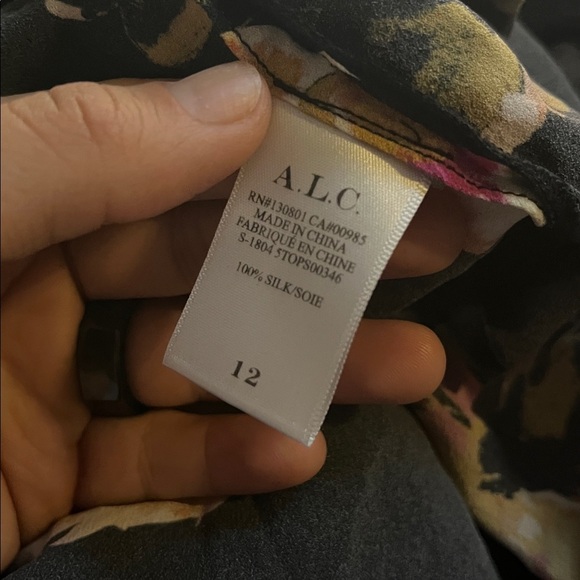 A.L.C.
RN#130801 CA#00985
MADE IN CHINA
FABRIQUÉ EN CHINE
S-1804 5TOPS00346
100% SILK/SOIE
12